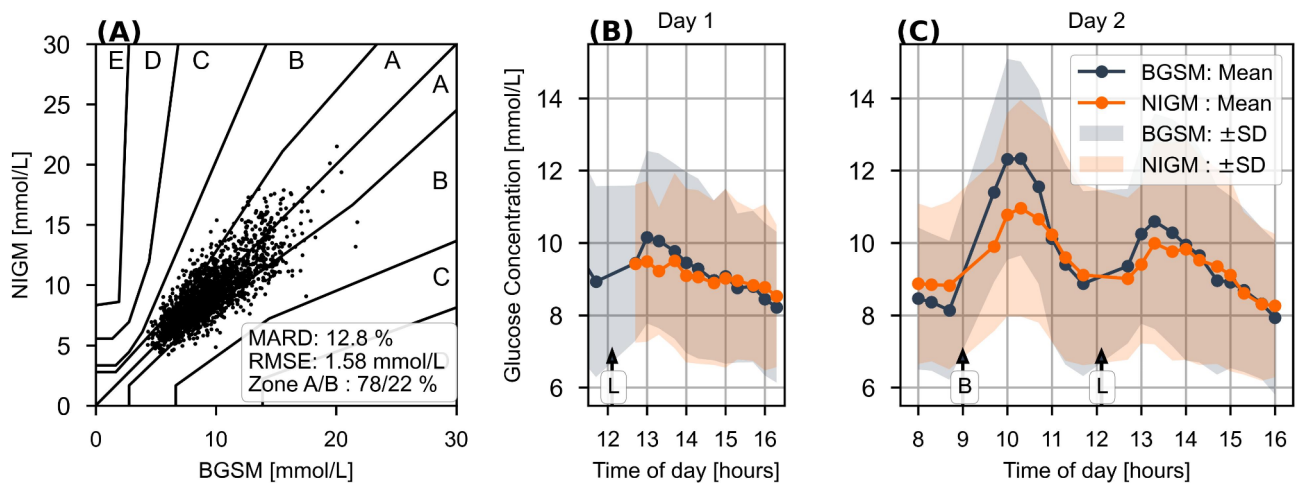 (A)
30
25
20
15
10
5
0
NIGM [mmol/L]
E
D
C
B
A
A
B
C
MARD: 12.8 %
RMSE: 1.58 mmol/L
Zone A/B : 78/22 %
0
10
20
30
BGSM [mmol/L]
(B)
Day 1
Glucose Concentration [mmol/L]
14
12
10
8
6
L
12
13
14
15
16
Time of day [hours]
(C)
Day 2
BGSM: Mean
NIGM : Mean
BGSM: ±SD
NIGM : ±SD
14
12
10
8
6
B
L
8
9
10
11
12
13
14
15
16
Time of day [hours]